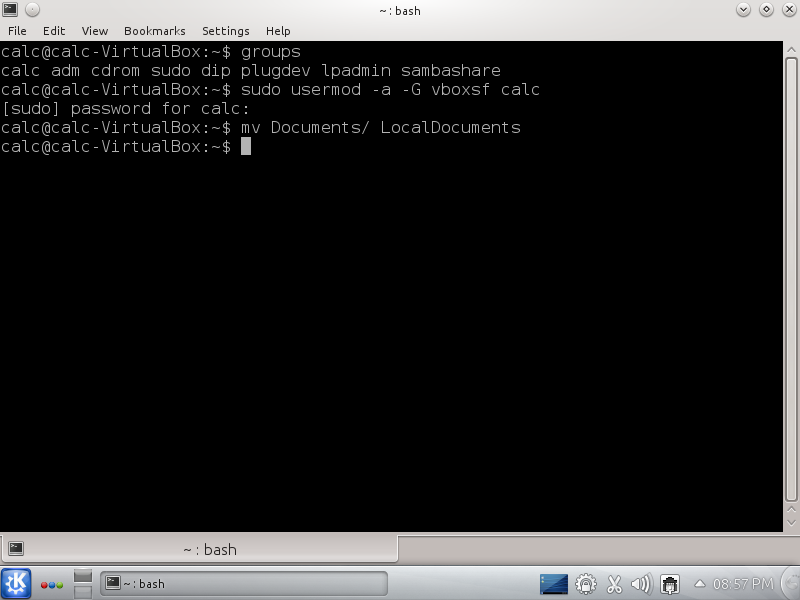 ~ : bash
File Edit View Bookmarks Settings Help
calc@calc-VirtualBox:~$ groups
calc adm cdrom sudo dip plugdev lpadmin sambashare
calc@calc-VirtualBox:~$ sudo usermod -a -G vboxsf calc
[sudo] password for calc:
calc@calc-VirtualBox:~$ mv Documents/ LocalDocuments
calc@calc-VirtualBox:~$
~ : bash
~ : bash 08:57 PM